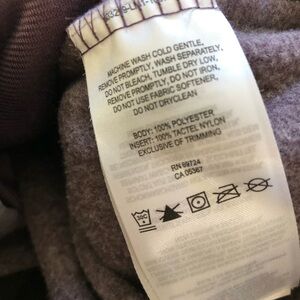 MACHINE WASH COLD GENTLE,
REMOVE PROMPTLY, WASH SEPARATELY.
DO NOT BLEACH, TUMBLE DRY LOW,
REMOVE PROMPTLY, DO NOT IRON,
DO NOT USE FABRIC SOFTENER,
DO NOT DRYCLEAN
BODY: 100% POLYESTER
INSERT: 100% TACTEL NYLON
EXCLUSIVE OF TRIMMING
RN 89724
CA 05367